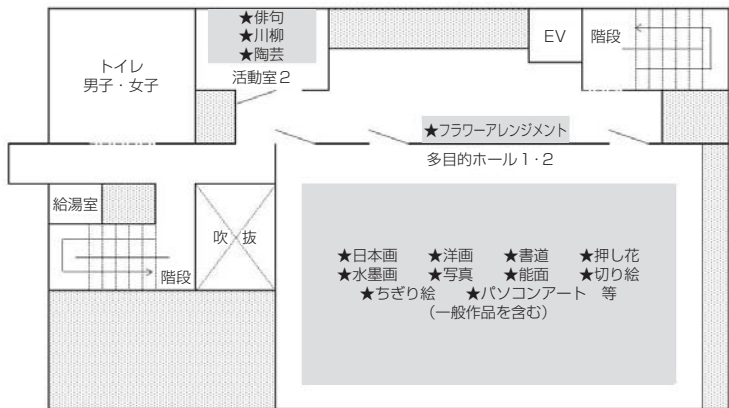 ★俳句
★川柳
★陶芸
活動室2
EV
階段
トイレ
男子・女子
★フラワーアレンジメント
多目的ホール1・2
給湯室
吹 抜
階段
★日本画 ★洋画 ★書道 ★押し花
★水墨画 ★写真 ★能面 ★切り絵
★ちぎり絵 ★パソコンアート 等
(一般作品を含む)